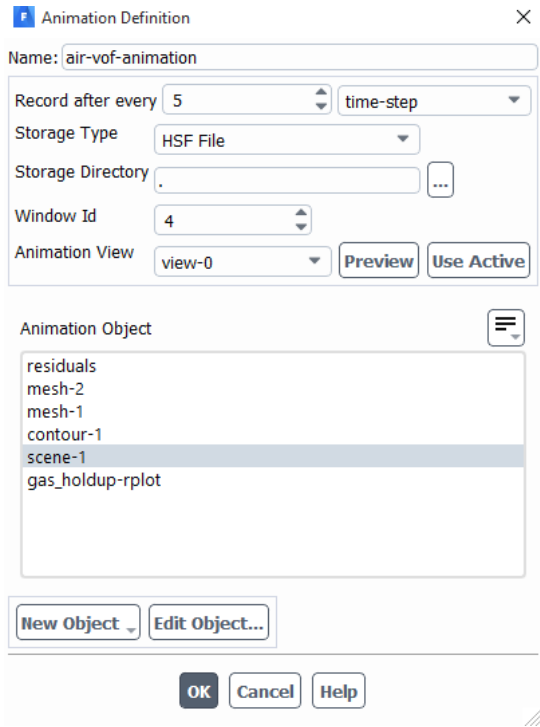 F Animation Definition
Name: air-vof-animation
Record after every 5 time-step
Storage Type HSF File
Storage Directory . ...
Window Id 4
Animation View view-0 Preview Use Active
Animation Object
residuals
mesh-2
mesh-1
contour-1
scene-1
gas_holdup-rplot
New Object Edit Object...
OK Cancel Help